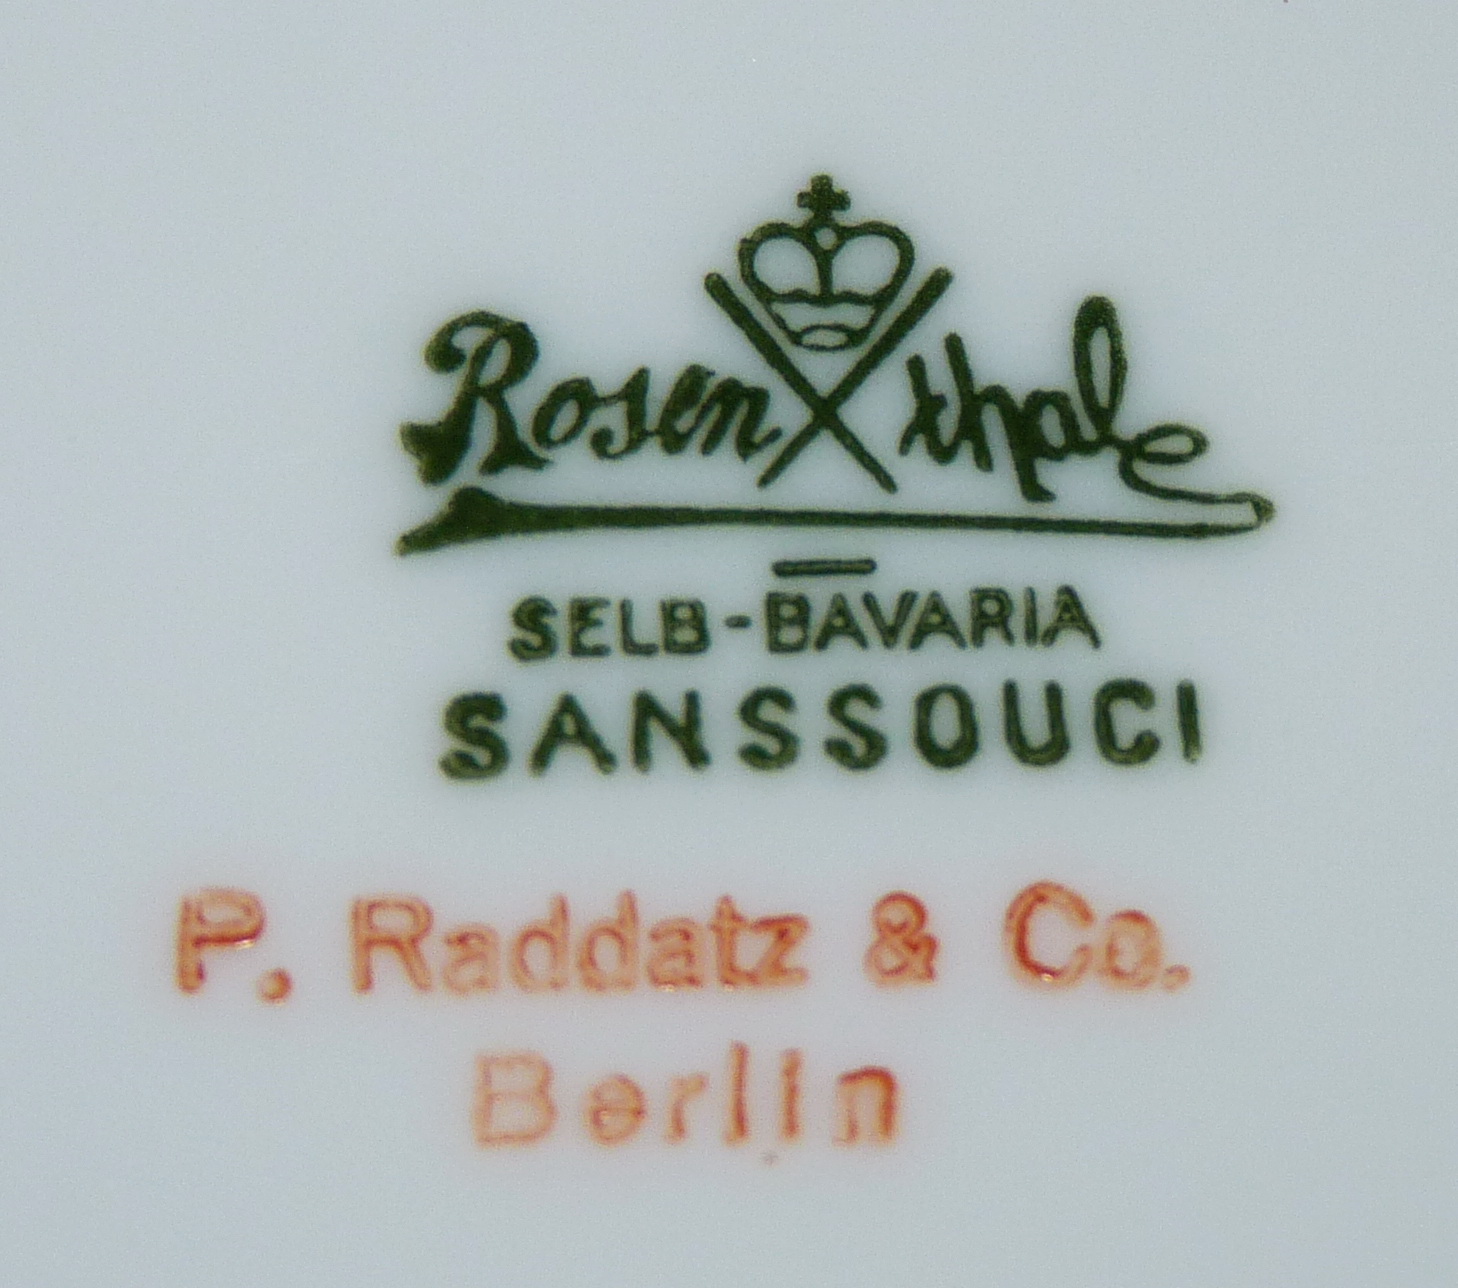 Rosenthal
SELB-BAVARIA
SANSSOUCI
P. Raddatz & Co.
Berlin